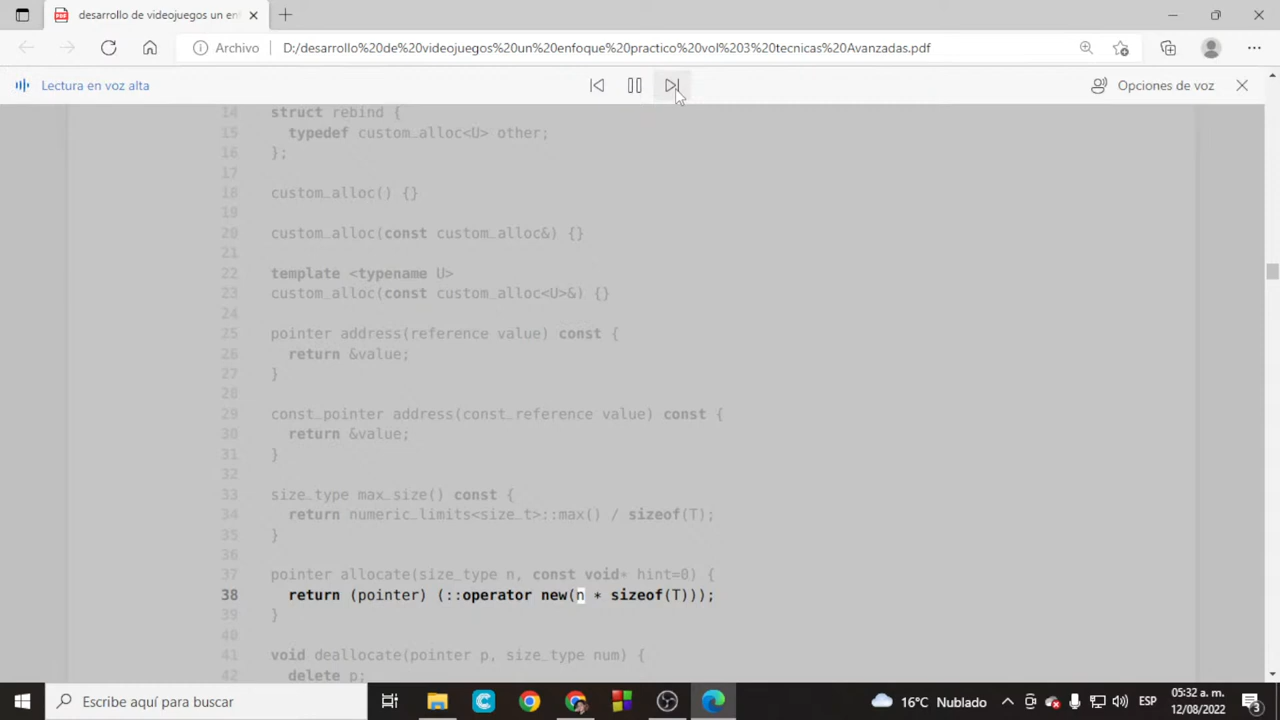 desarrollo de videojuegos un en
Archivo
D:/desarrollo%20de%20videojuegos%20un%20enfoque%20practico%20vol%203%20tecnicas%20Avanzadas.pdf
Lectura en voz alta
Opciones de voz
14 struct rebind {
15 typedef custom_alloc<U> other;
16 };
17
18 custom_alloc() {}
19
20 custom_alloc(const custom_alloc&) {}
21
22 template <typename U>
23 custom_alloc(const custom_alloc<U>&) {}
24
25 pointer address(reference value) const {
26 return &value;
27 }
28
29 const_pointer address(const_reference value) const {
30 return &value;
31 }
32
33 size_type max_size() const {
34 return numeric_limits<size_t>::max() / sizeof(T);
35 }
36
37 pointer allocate(size_type n, const void* hint=0) {
38 return (pointer) (::operator new(n * sizeof(T)));
39 }
40
41 void deallocate(pointer p, size_type num) {
42 delete p;
Escribe aquí para buscar
16°C Nublado
ESP
05:32 a. m.
12/08/2022
3